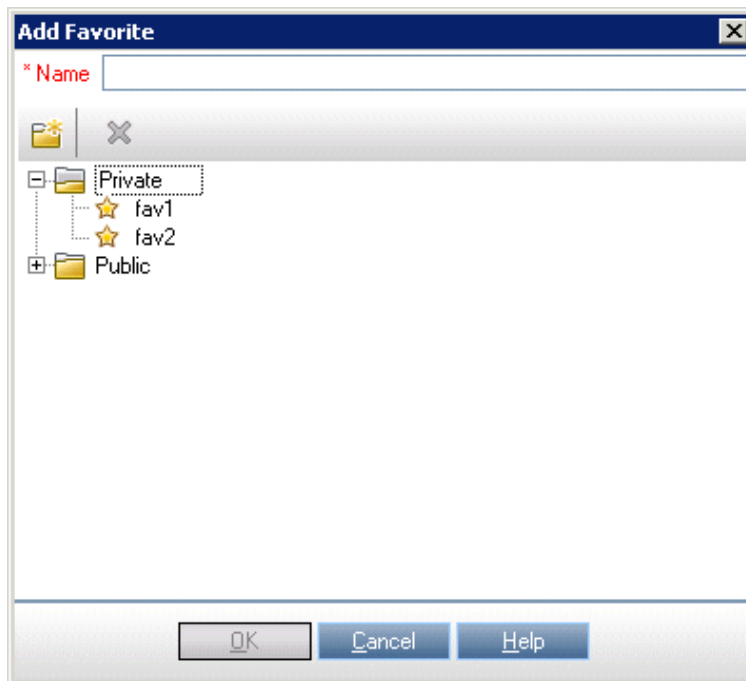 Add Favorite
* Name
Private
fav1
fav2
Public
OK Cancel Help